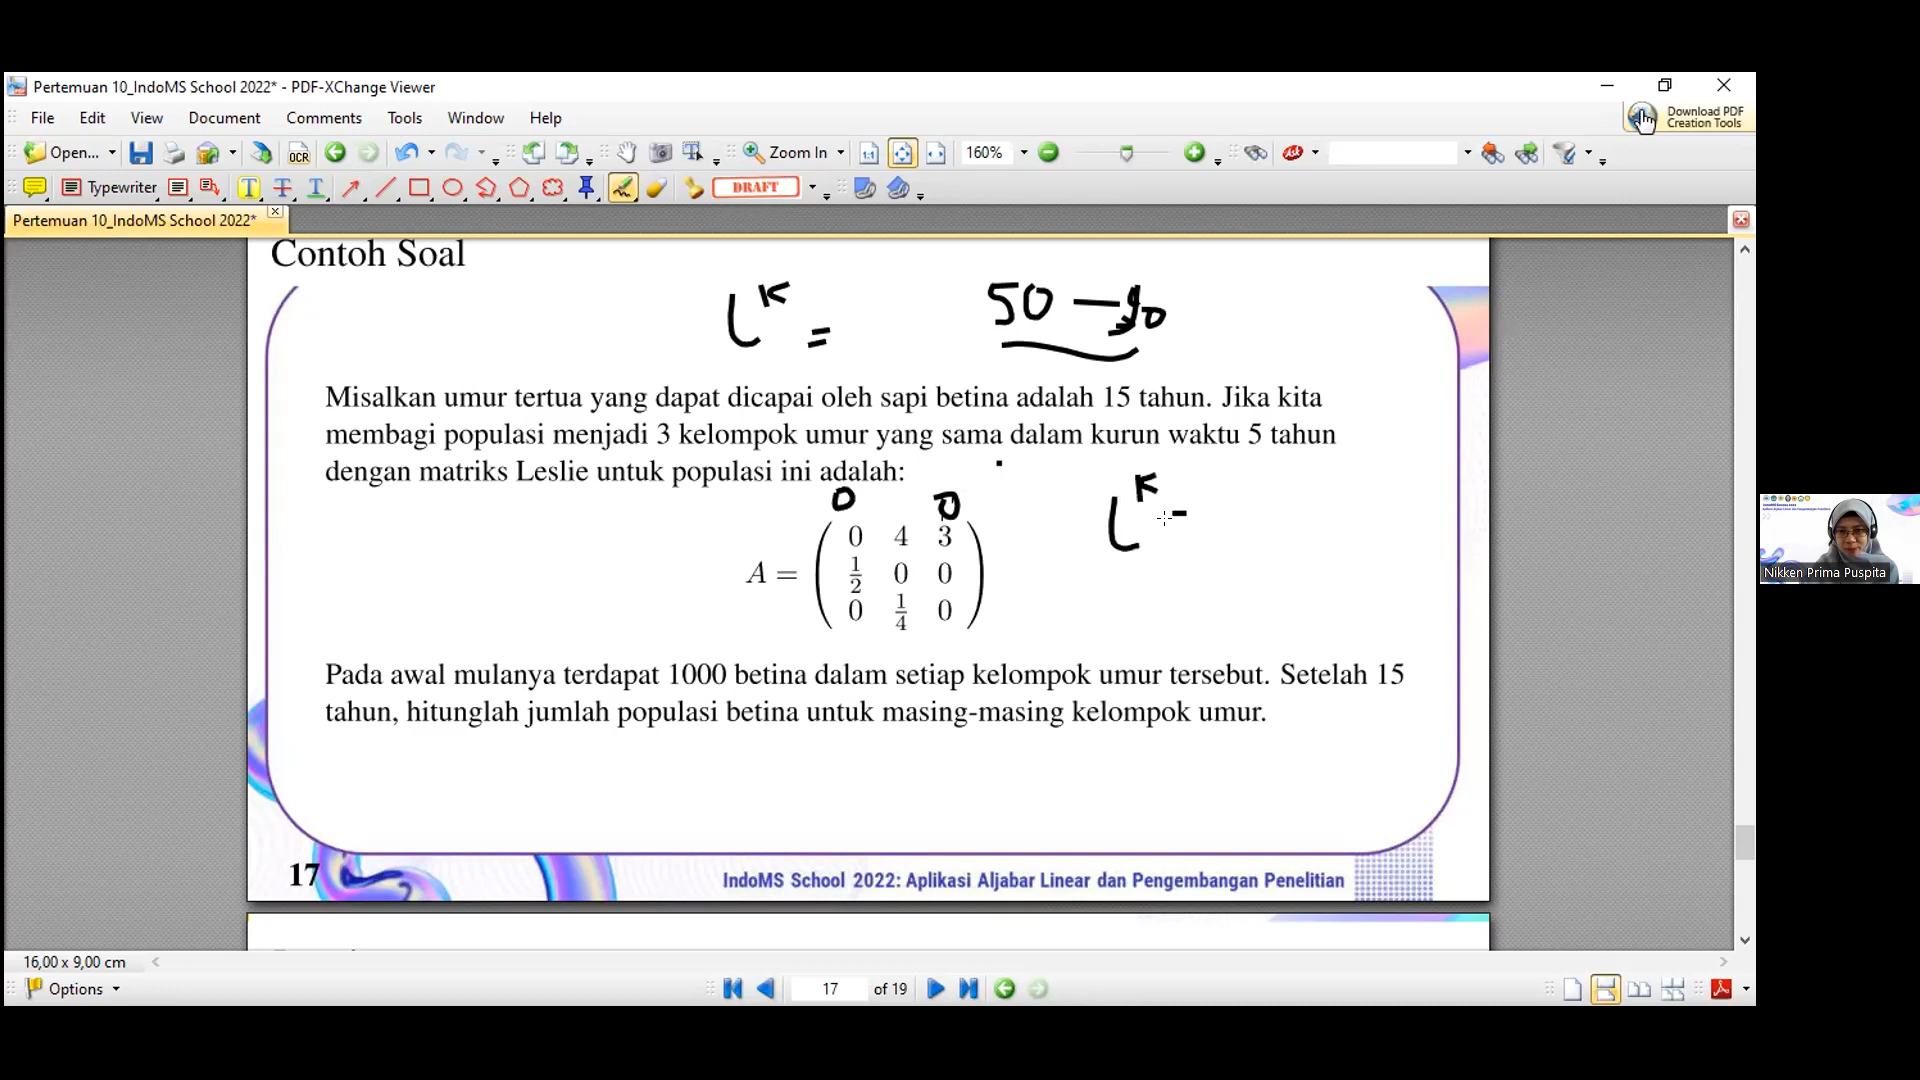 Pertemuan 10_IndoMS School 2022* - PDF-XChange Viewer
File Edit View Document Comments Tools Window Help
Download PDF
Creation Tools
Open... OCR Zoom In 160%
Typewriter DRAFT
Pertemuan 10_IndoMS School 2022*
Contoh Soal
L^K = 50 —
Misalkan umur tertua yang dapat dicapai oleh sapi betina adalah 15 tahun. Jika kita
membagi populasi menjadi 3 kelompok umur yang sama dalam kurun waktu 5 tahun
dengan matriks Leslie untuk populasi ini adalah:
0 0 L^K -
0 4 3
A = 1/2 0 0
0 1/4 0
Pada awal mulanya terdapat 1000 betina dalam setiap kelompok umur tersebut. Setelah 15
tahun, hitunglah jumlah populasi betina untuk masing-masing kelompok umur.
17 IndoMS School 2022: Aplikasi Aljabar Linear dan Pengembangan Penelitian
Nikken Prima Puspita
16,00 x 9,00 cm
Options 17 of 19